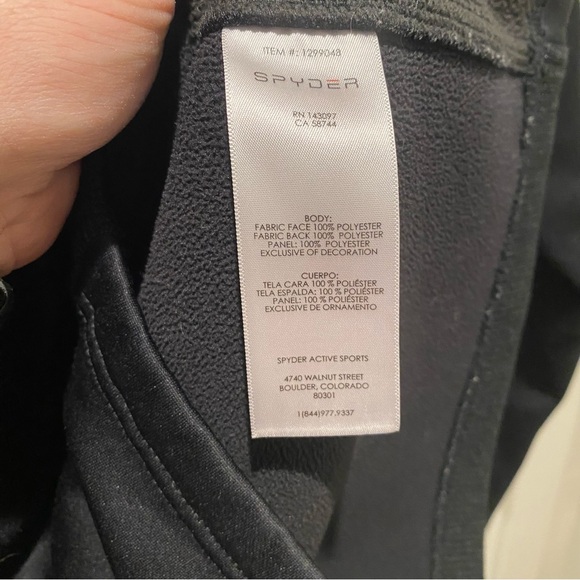 ITEM #: 1299048
SPYDER
RN 143097
CA 58744
BODY:
FABRIC FACE 100% POLYESTER
FABRIC BACK 100% POLYESTER
PANEL: 100% POLYESTER
EXCLUSIVE OF DECORATION
CUERPO:
TELA CARA 100 % POLIÉSTER
TELA ESPALDA: 100 % POLIÉSTER
PANEL: 100 % POLIÉSTER
EXCLUSIVE DE ORNAMENTO
SPYDER ACTIVE SPORTS
4740 WALNUT STREET
BOULDER, COLORADO
80301
1(844)977.9337